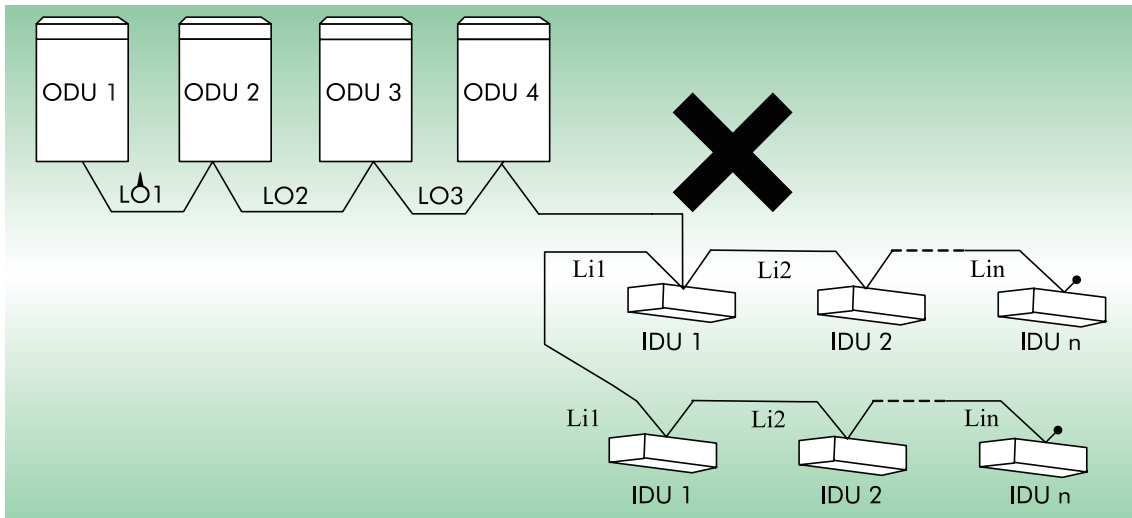 ODU 1 ODU 2 ODU 3 ODU 4
LO1 LO2 LO3
Li1 Li2 Lin
IDU 1 IDU 2 IDU n
Li1 Li2 Lin
IDU 1 IDU 2 IDU n